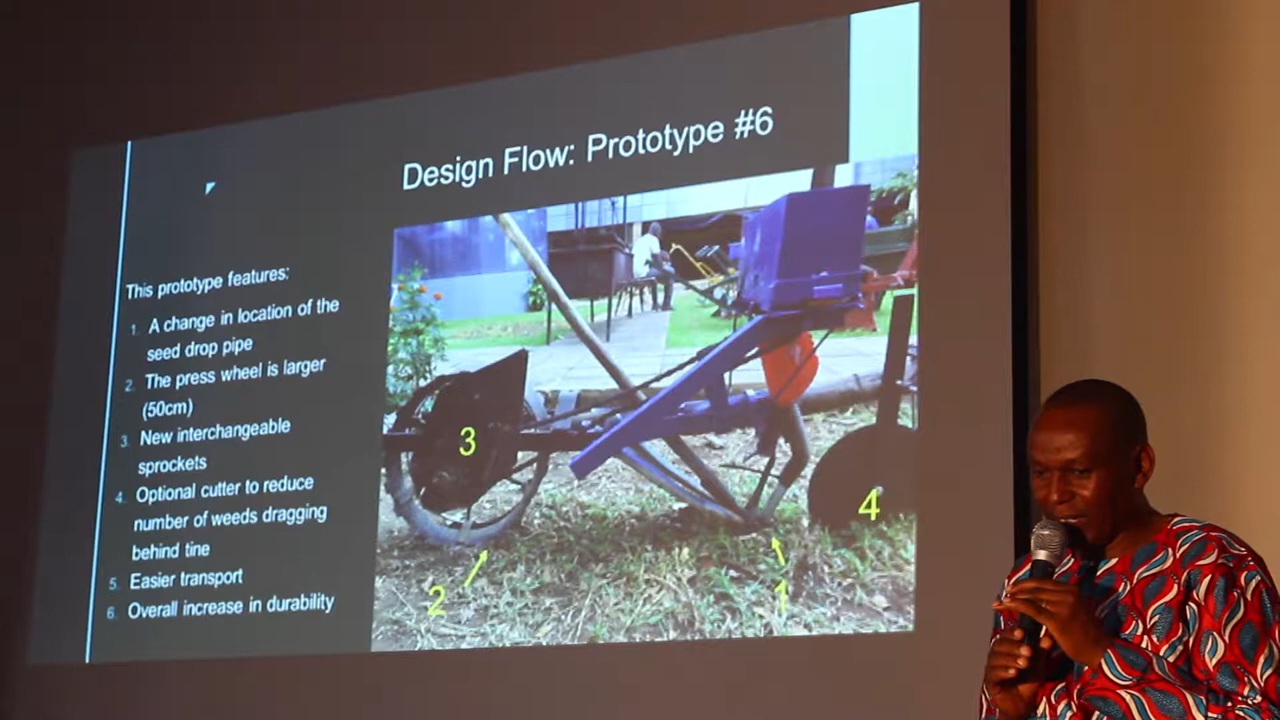 Design Flow: Prototype #6
This prototype features:
1. A change in location of the
seed drop pipe
2. The press wheel is larger
(50cm)
3. New interchangeable
sprockets
4. Optional cutter to reduce
number of weeds dragging
behind tine
5. Easier transport
6. Overall increase in durability
3
4
2
1